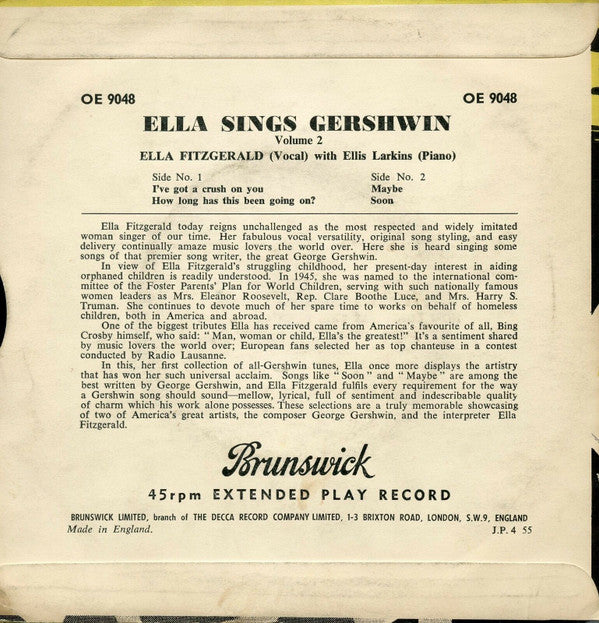 OE 9048 OE 9048
ELLA SINGS GERSHWIN
Volume 2
ELLA FITZGERALD (Vocal) with Ellis Larkins (Piano)
Side No. 1 Side No. 2
I've got a crush on you Maybe
How long has this been going on? Soon
Ella Fitzgerald today reigns unchallenged as the most respected and widely imitated
woman singer of our time. Her fabulous vocal versatility, original song styling, and easy
delivery continually amaze music lovers the world over. Here she is heard singing some
songs of that premier song writer, the great George Gershwin.
In view of Ella Fitzgerald's struggling childhood, her present-day interest in aiding
orphaned children is readily understood. In 1945, she was named to the international com-
mittee of the Foster Parents' Plan for World Children, serving with such nationally famous
women leaders as Mrs. Eleanor Roosevelt, Rep. Clare Boothe Luce, and Mrs. Harry S.
Truman. She continues to devote much of her spare time to works on behalf of homeless
children, both in America and abroad.
One of the biggest tributes Ella has received came from America's favourite of all, Bing
Crosby himself, who said: "Man, woman or child, Ella's the greatest!" It's a sentiment shared
by music lovers the world over; European fans selected her as top chanteuse in a contest
conducted by Radio Lausanne.
In this, her first collection of all-Gershwin tunes, Ella once more displays the artistry
that has won her such universal acclaim. Songs like "Soon" and "Maybe" are among the
best written by George Gershwin, and Ella Fitzgerald fulfils every requirement for the way
a Gershwin song should sound—mellow, lyrical, full of sentiment and indescribable quality
of charm which his work alone possesses. These selections are a truly memorable showcasing
of two of America's great artists, the composer George Gershwin, and the interpreter Ella
Fitzgerald.
Brunswick
45rpm EXTENDED PLAY RECORD
BRUNSWICK LIMITED, branch of THE DECCA RECORD COMPANY LIMITED, 1-3 BRIXTON ROAD, LONDON, S.W.9, ENGLAND
Made in England. J.P. 4 55